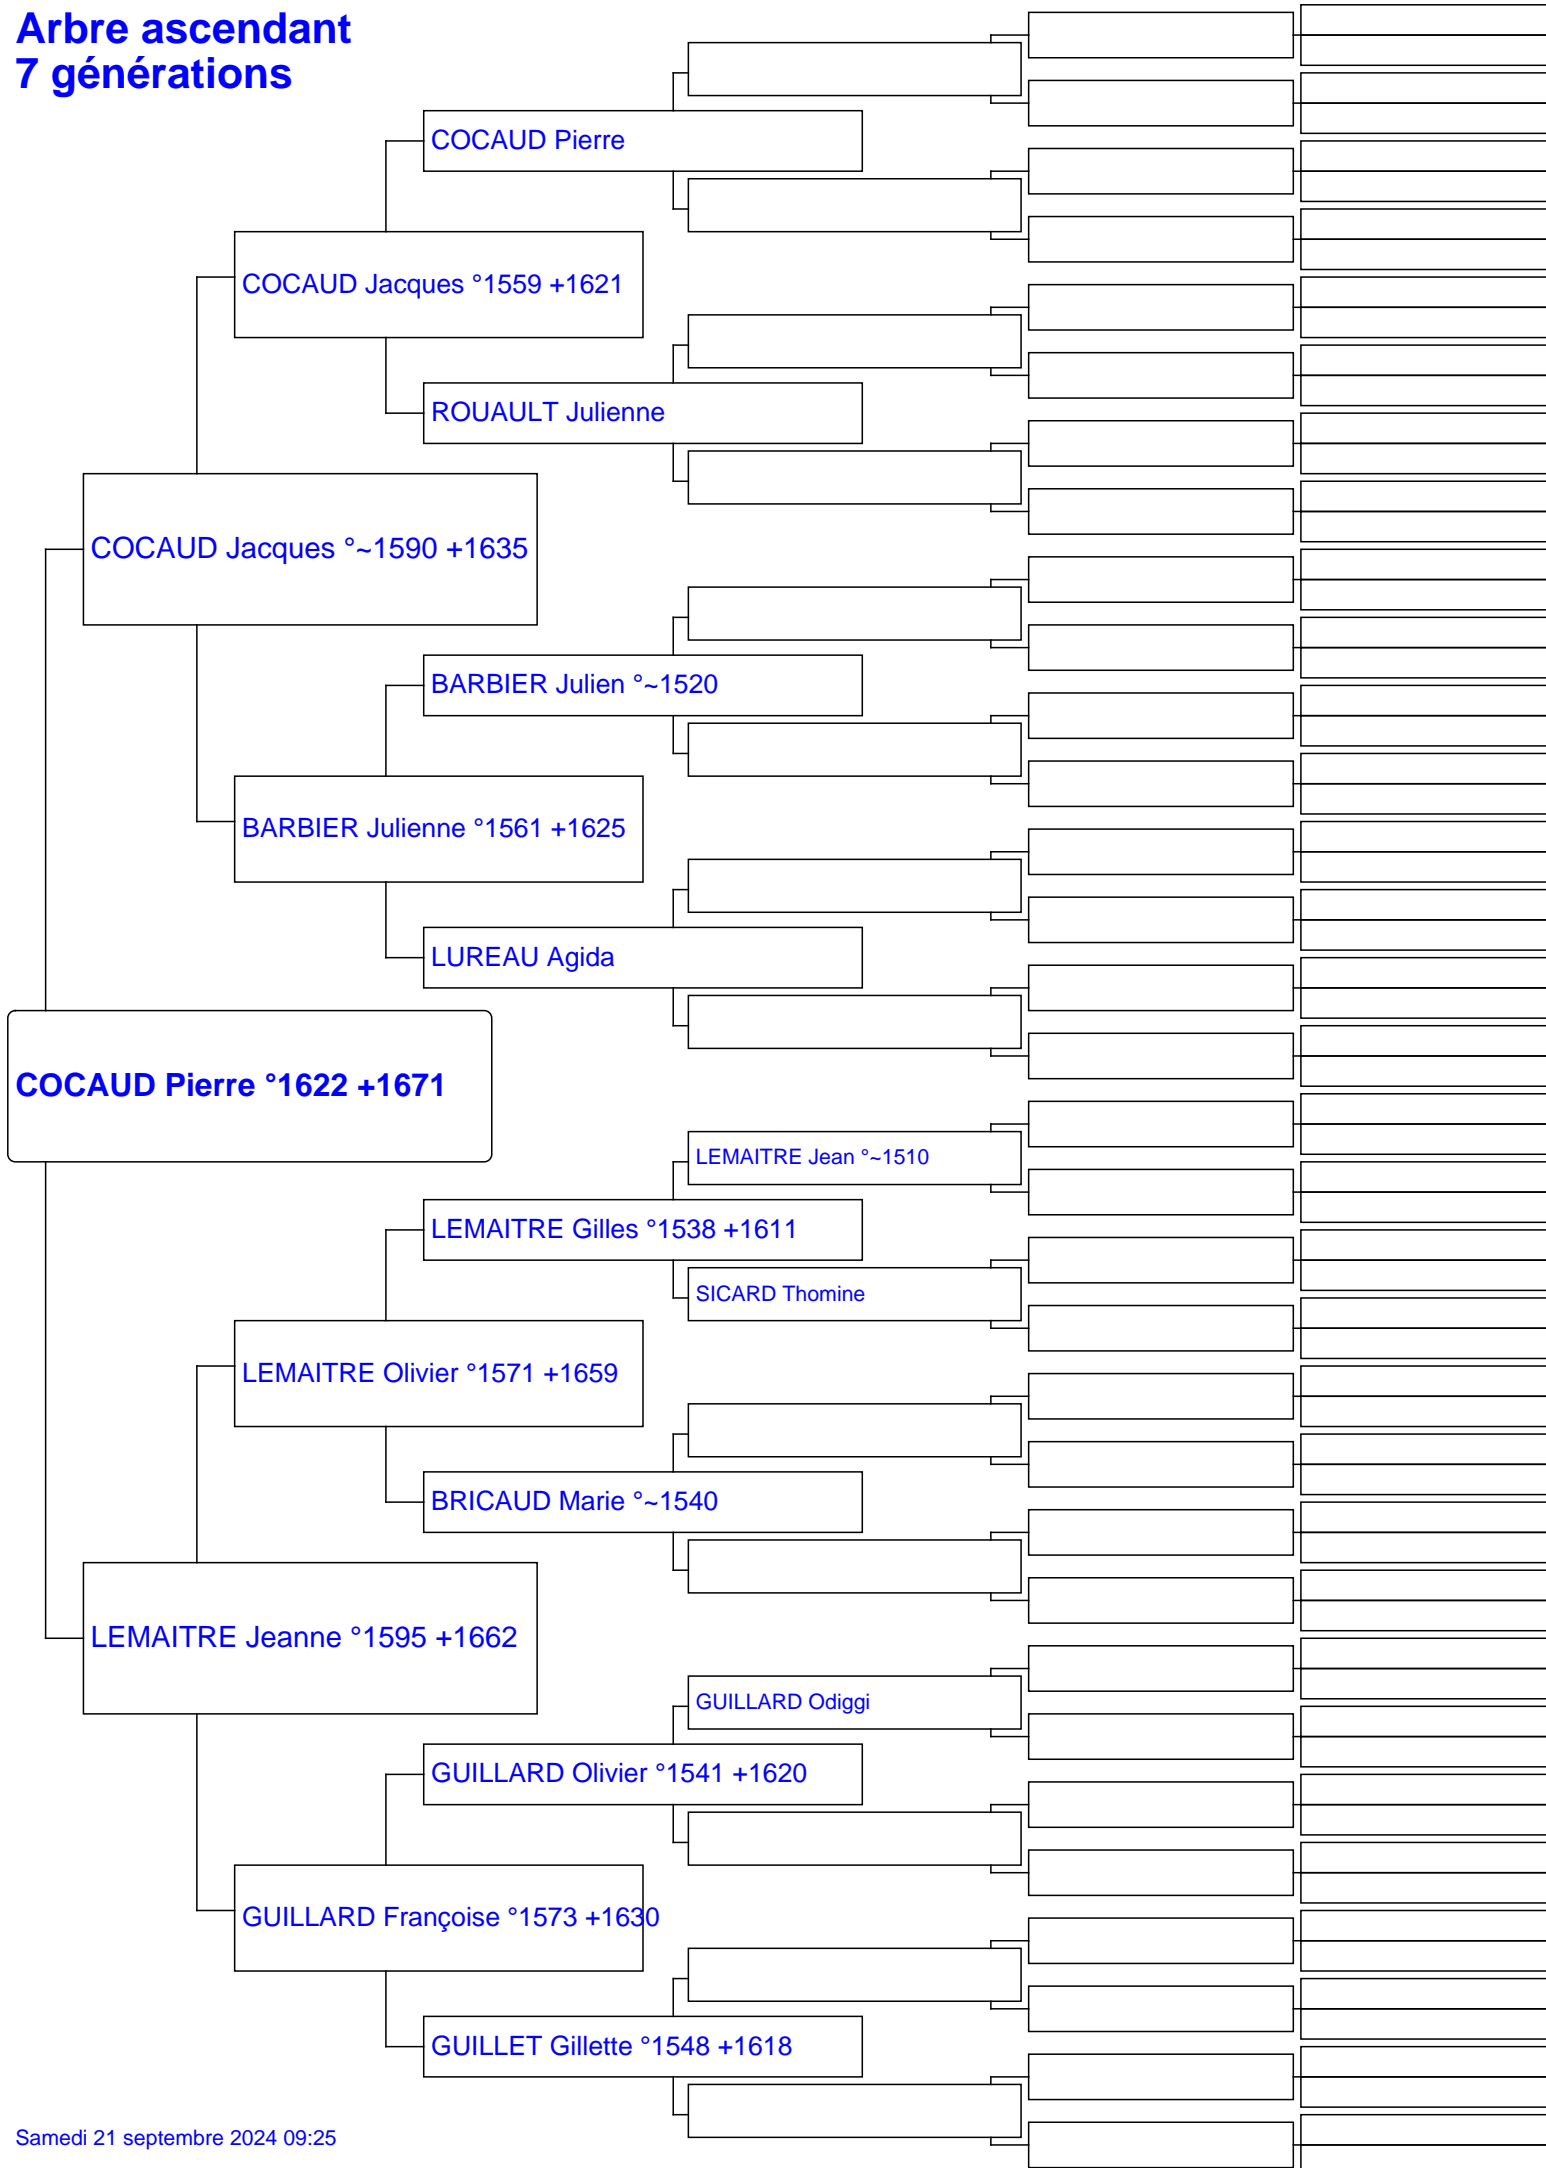 Arbre ascendant
7 générations
COCAUD Pierre
COCAUD Jacques °1559 +1621
ROUAULT Julienne
COCAUD Jacques °~1590 +1635
BARBIER Julien °~1520
BARBIER Julienne °1561 +1625
LUREAU Agida
COCAUD Pierre °1622 +1671
LEMAITRE Jean °~1510
LEMAITRE Gilles °1538 +1611
SICARD Thomine
LEMAITRE Olivier °1571 +1659
BRICAUD Marie °~1540
LEMAITRE Jeanne °1595 +1662
GUILLARD Odiggi
GUILLARD Olivier °1541 +1620
GUILLARD Françoise °1573 +1630
GUILLET Gillette °1548 +1618
Samedi 21 septembre 2024 09:25